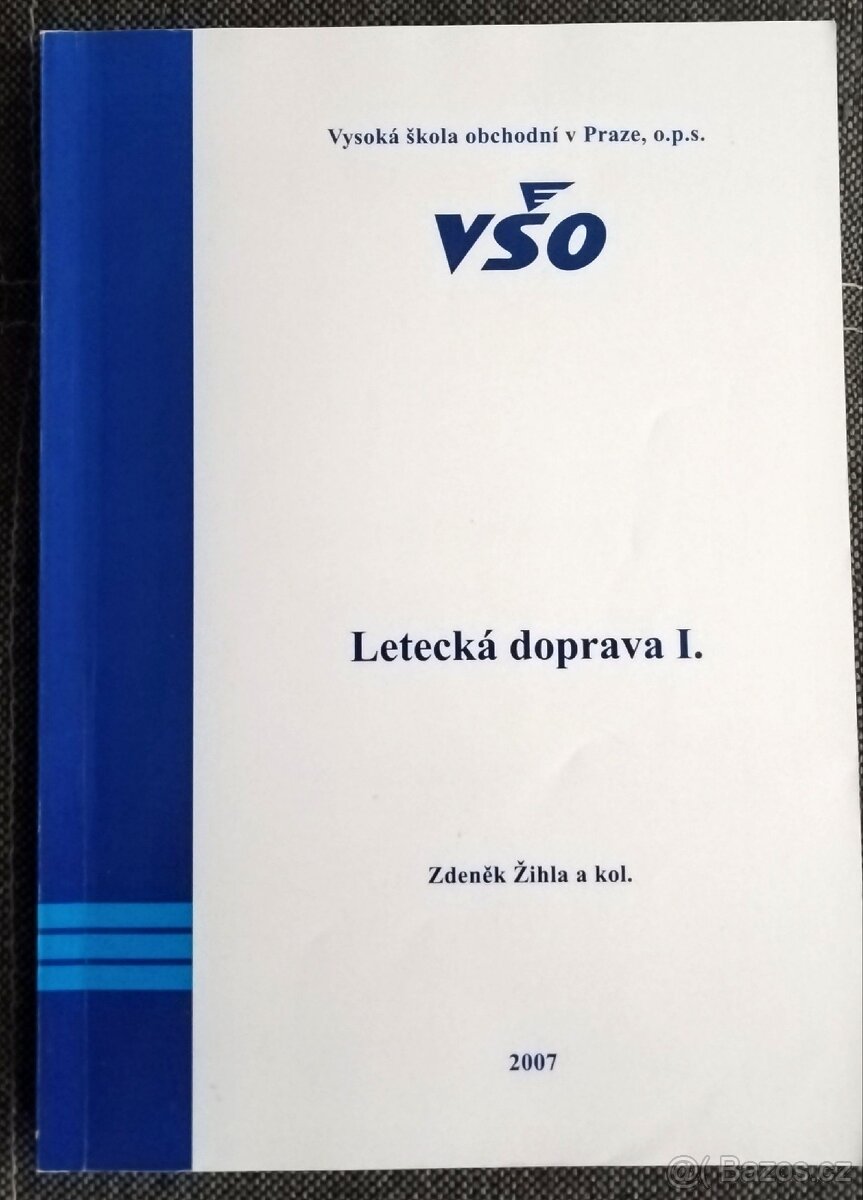 Vysoká škola obchodní v Praze, o.p.s.
VŠO
Letecká doprava I.
Zdeněk Žihla a kol.
2007
@( Bazos.cz